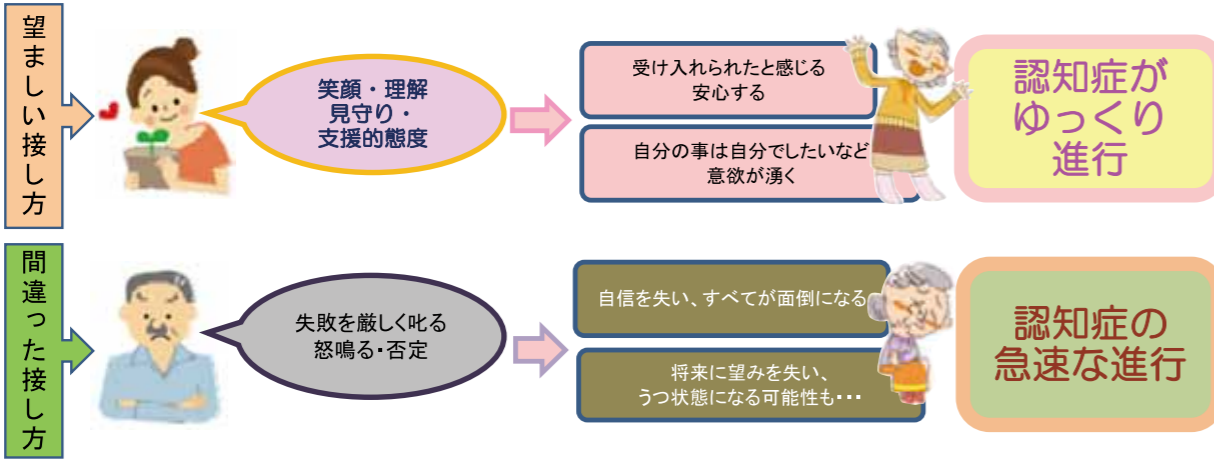 望ましい接し方
笑顔・理解
見守り・
支援的態度
受け入れられたと感じる
安心する
自分の事は自分でしたいなど
意欲が湧く
認知症が
ゆっくり
進行
間違った接し方
失敗を厳しく叱る
怒鳴る・否定
自信を失い、すべてが面倒になる
将来に望みを失い、
うつ状態になる可能性も・・・
認知症の
急速な進行